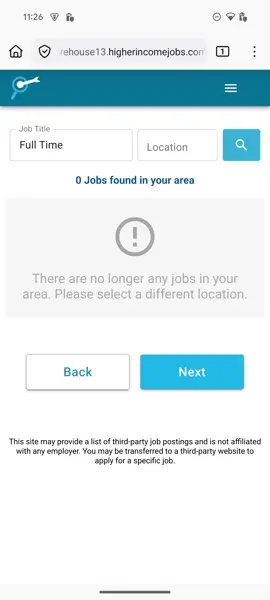 11:26
rehouse13.higherincomejobs.com
1
Job Title
Full Time
Location
0 Jobs found in your area
There are no longer any jobs in your
area. Please select a different location.
Back
Next
This site may provide a list of third-party job postings and is not affiliated
with any employer. You may be transferred to a third-party website to
apply for a specific job.